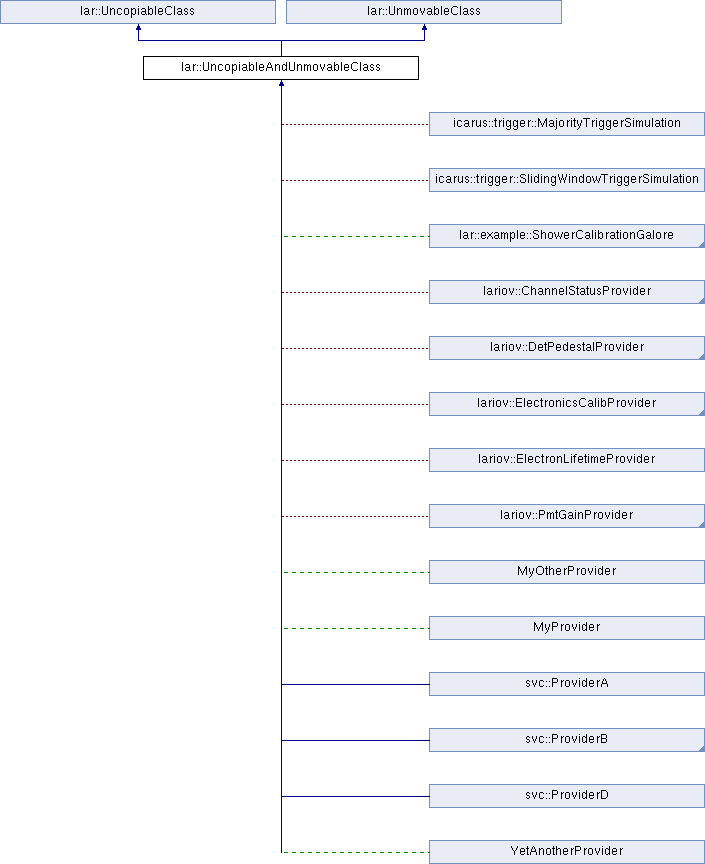 lar::UncopiableClass
lar::UnmovableClass
lar::UncopiableAndUnmovableClass
icarus::trigger::MajorityTriggerSimulation
icarus::trigger::SlidingWindowTriggerSimulation
lar::example::ShowerCalibrationGalore
lariov::ChannelStatusProvider
lariov::DetPedestalProvider
lariov::ElectronicsCalibProvider
lariov::ElectronLifetimeProvider
lariov::PmtGainProvider
MyOtherProvider
MyProvider
svc::ProviderA
svc::ProviderB
svc::ProviderD
YetAnotherProvider